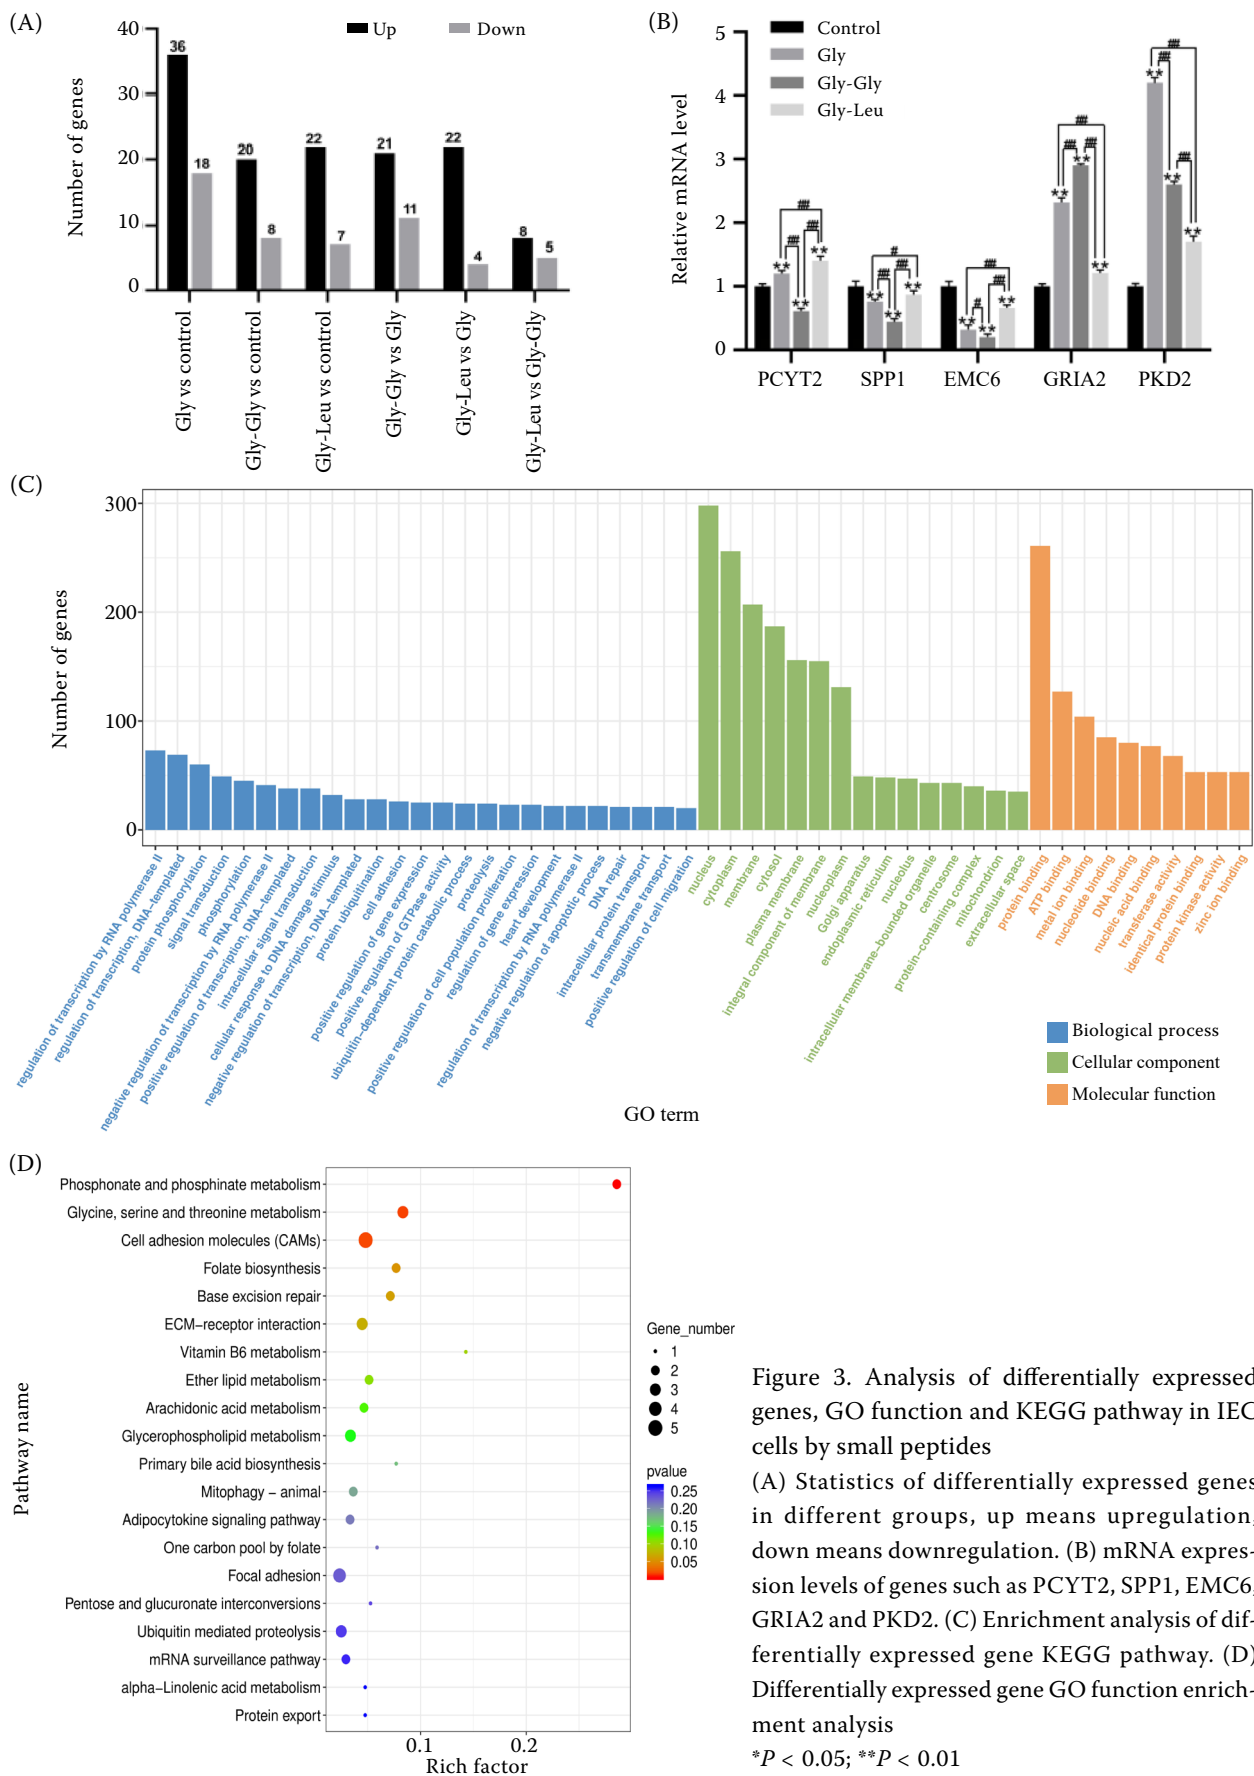 (A)
Number of genes
40
30
20
10
0
Up
Down
36
18
20
8
22
7
21
11
22
4
8
5
Gly vs control
Gly-Gly vs control
Gly-Leu vs control
Gly-Gly vs Gly
Gly-Leu vs Gly
Gly-Leu vs Gly-Gly
(B)
Relative mRNA level
5
4
3
2
1
0
Control
Gly
Gly-Gly
Gly-Leu
## ## ##
** ** **
# ## ##
** ** **
## # ##
** ** **
## ## ##
** ** **
## ## ##
** ** **
PCYT2 SPP1 EMC6 GRIA2 PKD2
(C)
Number of genes
300
200
100
0
regulation of transcription by RNA polymerase II
regulation of transcription, DNA−templated
protein phosphorylation
signal transduction
phosphorylation
negative regulation of transcription by RNA polymerase II
positive regulation of transcription, DNA−templated
intracellular signal transduction
cellular response to DNA damage stimulus
negative regulation of transcription, DNA−templated
protein ubiquitination
cell adhesion
positive regulation of gene expression
positive regulation of GTPase activity
ubiquitin−dependent protein catabolic process
proteolysis
positive regulation of cell population proliferation
regulation of gene expression
heart development
regulation of transcription by RNA polymerase II
negative regulation of apoptotic process
DNA repair
intracellular protein transport
transmembrane transport
positive regulation of cell migration
nucleus
cytoplasm
membrane
cytosol
plasma membrane
integral component of membrane
nucleoplasm
Golgi apparatus
endoplasmic reticulum
nucleolus
intracellular membrane−bounded organelle
centrosome
protein−containing complex
mitochondrion
extracellular space
protein binding
ATP binding
metal ion binding
nucleotide binding
DNA binding
nucleic acid binding
transferase activity
identical protein binding
protein kinase activity
zinc ion binding
Biological process
Cellular component
Molecular function
GO term
(D)
Pathway name
Phosphonate and phosphinate metabolism
Glycine, serine and threonine metabolism
Cell adhesion molecules (CAMs)
Folate biosynthesis
Base excision repair
ECM−receptor interaction
Vitamin B6 metabolism
Ether lipid metabolism
Arachidonic acid metabolism
Glycerophospholipid metabolism
Primary bile acid biosynthesis
Mitophagy − animal
Adipocytokine signaling pathway
One carbon pool by folate
Focal adhesion
Pentose and glucuronate interconversions
Ubiquitin mediated proteolysis
mRNA surveillance pathway
alpha−Linolenic acid metabolism
Protein export
0.1 0.2
Rich factor
Gene_number
1
2
3
4
5
pvalue
0.25
0.20
0.15
0.10
0.05
Figure 3. Analysis of differentially expressed
genes, GO function and KEGG pathway in IEC
cells by small peptides
(A) Statistics of differentially expressed genes
in different groups, up means upregulation,
down means downregulation. (B) mRNA expres-
sion levels of genes such as PCYT2, SPP1, EMC6,
GRIA2 and PKD2. (C) Enrichment analysis of dif-
ferentially expressed gene KEGG pathway. (D)
Differentially expressed gene GO function enrich-
ment analysis
*P < 0.05; **P < 0.01